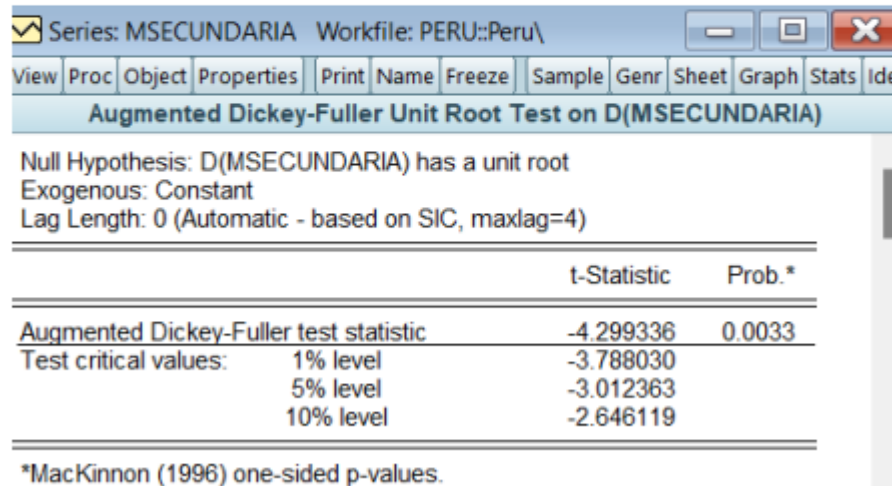 Series: MSECUNDARIA Workfile: PERU::Peru\
View Proc Object Properties Print Name Freeze Sample Genr Sheet Graph Stats Ide
Augmented Dickey-Fuller Unit Root Test on D(MSECUNDARIA)
Null Hypothesis: D(MSECUNDARIA) has a unit root
Exogenous: Constant
Lag Length: 0 (Automatic - based on SIC, maxlag=4)
t-Statistic Prob.*
Augmented Dickey-Fuller test statistic -4.299336 0.0033
Test critical values: 1% level -3.788030
5% level -3.012363
10% level -2.646119
*MacKinnon (1996) one-sided p-values.